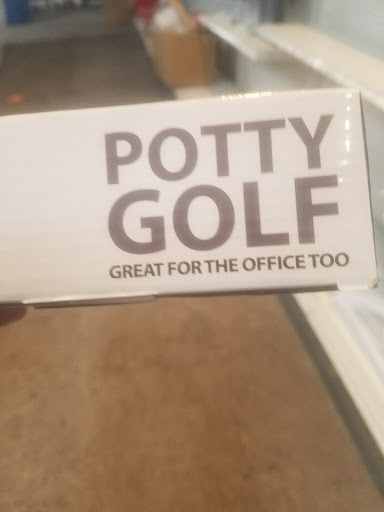 POTTY
GOLF
GREAT FOR THE OFFICE TOO